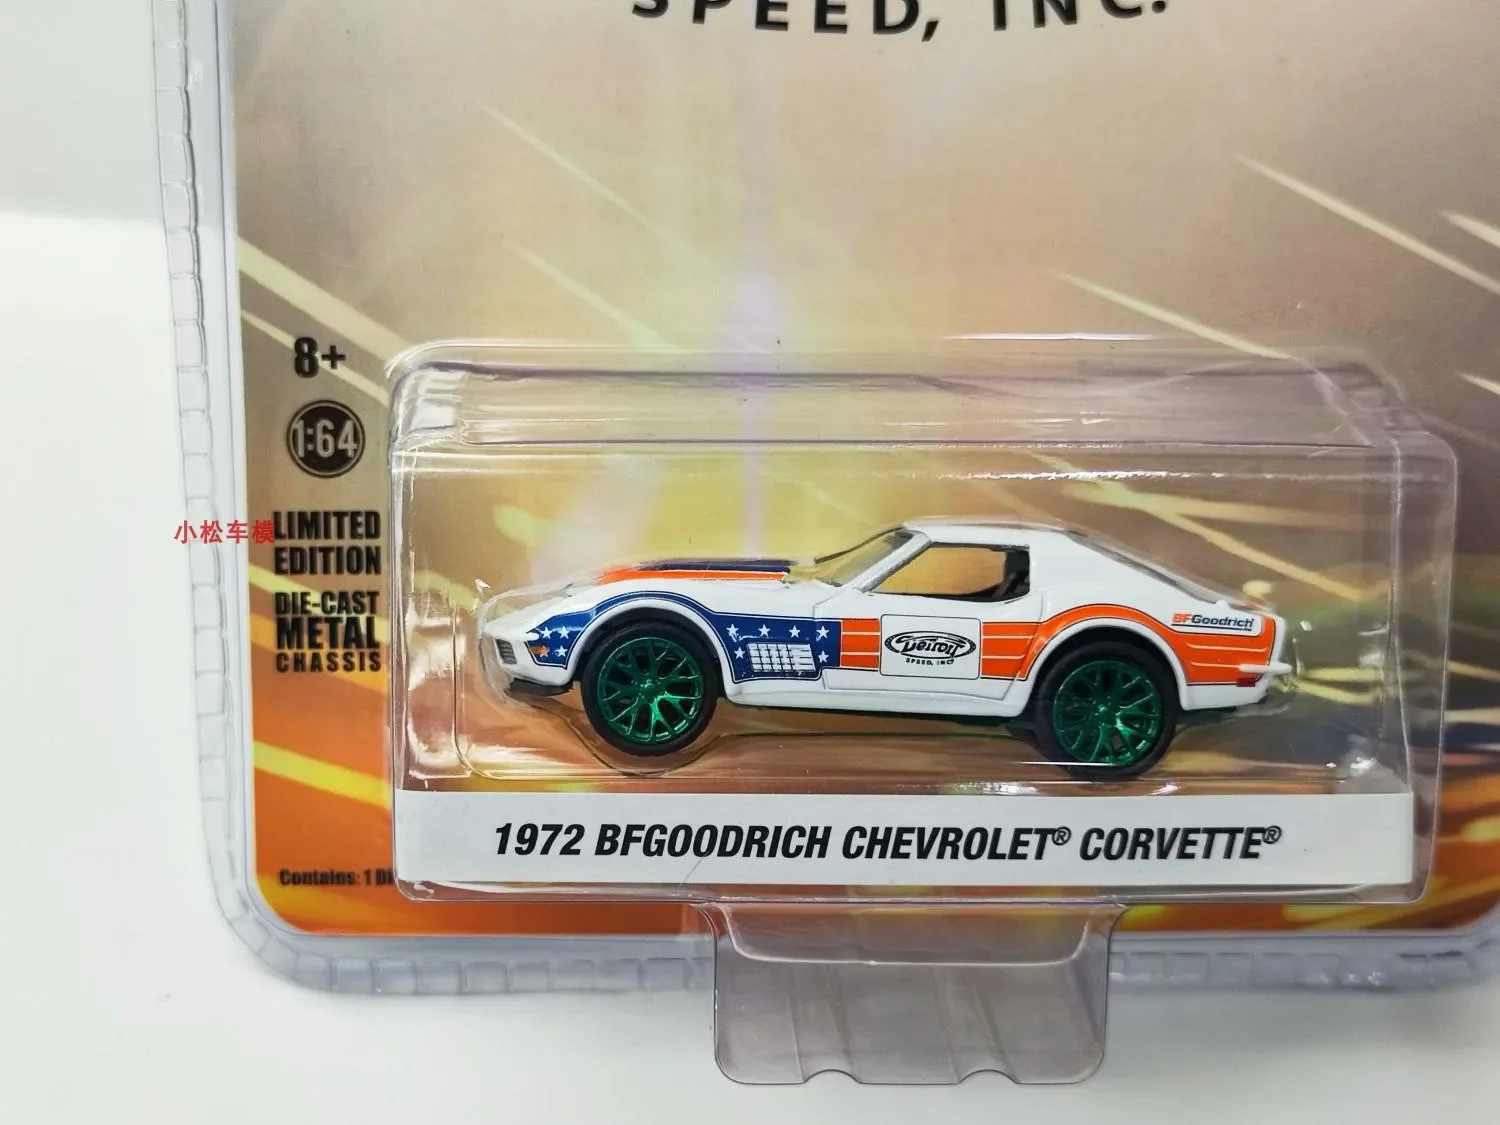 SPEED, INC.
8+
1:64
小松车模
LIMITED
EDITION
DIE-CAST
METAL
CHASSIS
BFGoodrich
Detroit
SPEED, INC
1972 BFGOODRICH CHEVROLET® CORVETTE®
Contains: 1 Di